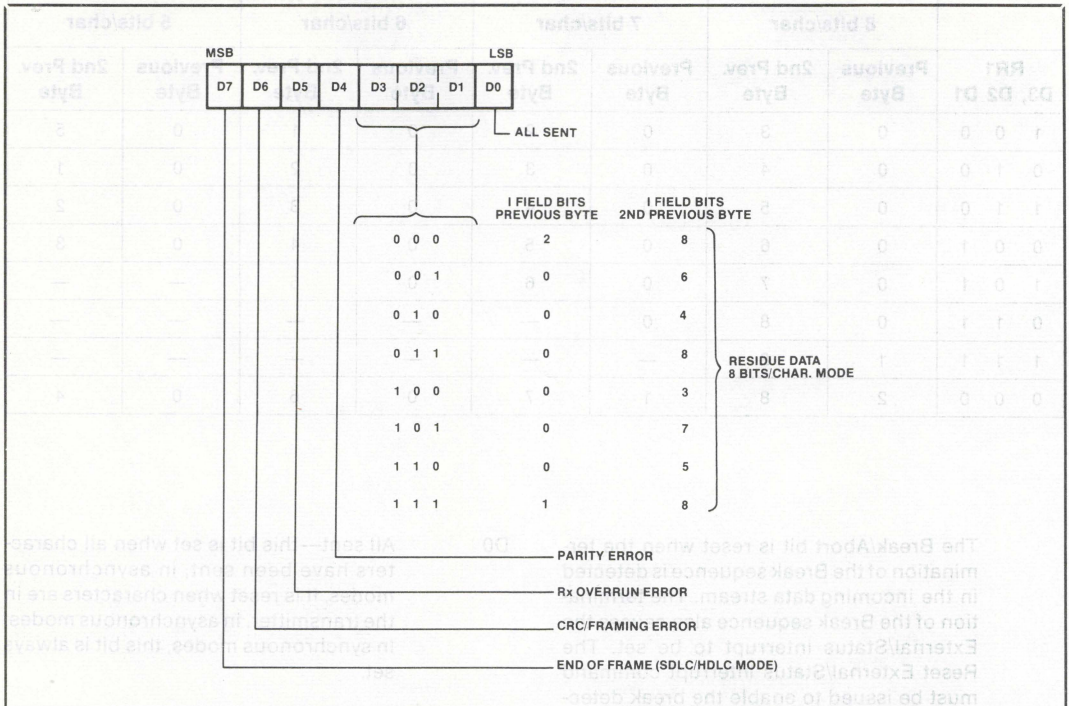 MSB LSB
D7 D6 D5 D4 D3 D2 D1 D0
ALL SENT
I FIELD BITS I FIELD BITS
PREVIOUS BYTE 2ND PREVIOUS BYTE
0 0 0 2 8
0 0 1 0 6
0 1 0 0 4
0 1 1 0 8
RESIDUE DATA
8 BITS/CHAR. MODE
1 0 0 0 3
1 0 1 0 7
1 1 0 0 5
1 1 1 1 8
PARITY ERROR
Rx OVERRUN ERROR
CRC/FRAMING ERROR
END OF FRAME (SDLC/HDLC MODE)